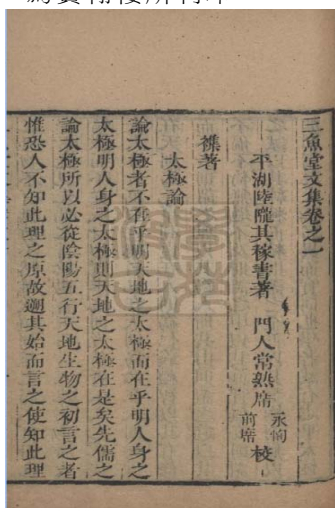 三魚堂文集卷之一
平湖陸隴其稼書著 門人常熟席
永恂
前席
校
襍著
太極論
論太極者不在乎明天地之太極而在乎明人身之
太極明人身之太極則天地之太極在是矣先儒之
論太極所以必從陰陽五行天地生物之初言之者
惟恐人不知此理之原故遡其始而言之使知此理